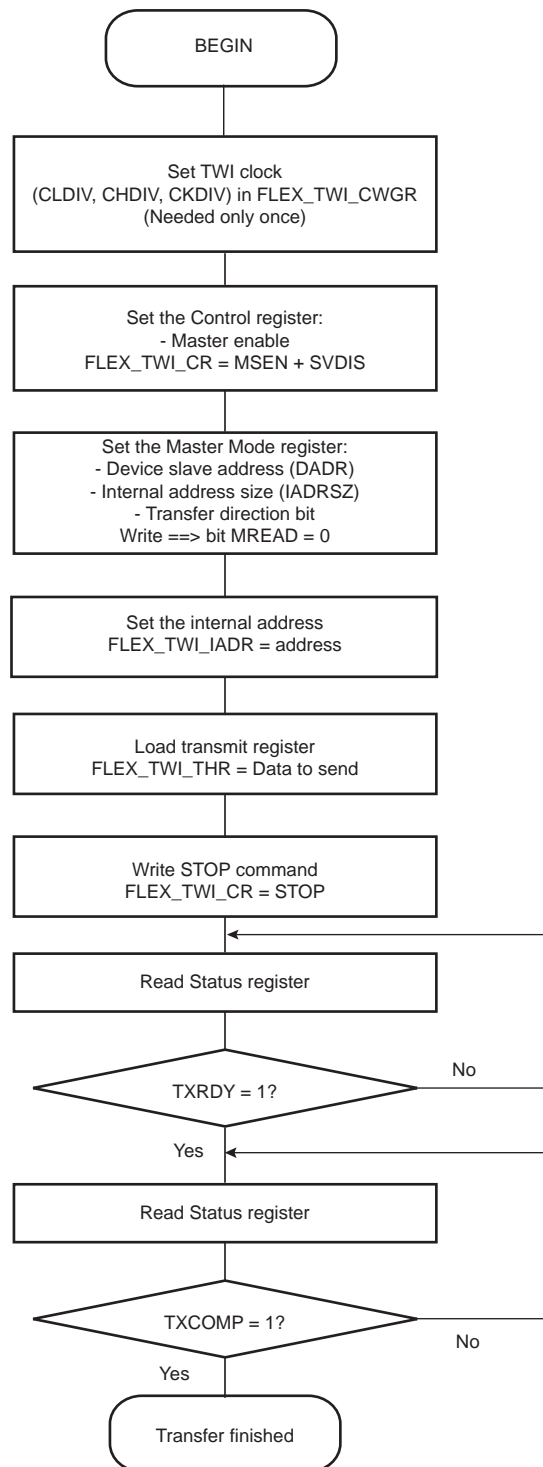 BEGIN
Set TWI clock
(CLDIV, CHDIV, CKDIV) in FLEX_TWI_CWGR
(Needed only once)
Set the Control register:
- Master enable
FLEX_TWI_CR = MSEN + SVDIS
Set the Master Mode register:
- Device slave address (DADR)
- Internal address size (IADRSZ)
- Transfer direction bit
Write ==> bit MREAD = 0
Set the internal address
FLEX_TWI_IADR = address
Load transmit register
FLEX_TWI_THR = Data to send
Write STOP command
FLEX_TWI_CR = STOP
Read Status register
TXRDY = 1?
No
Yes
Read Status register
TXCOMP = 1?
No
Yes
Transfer finished